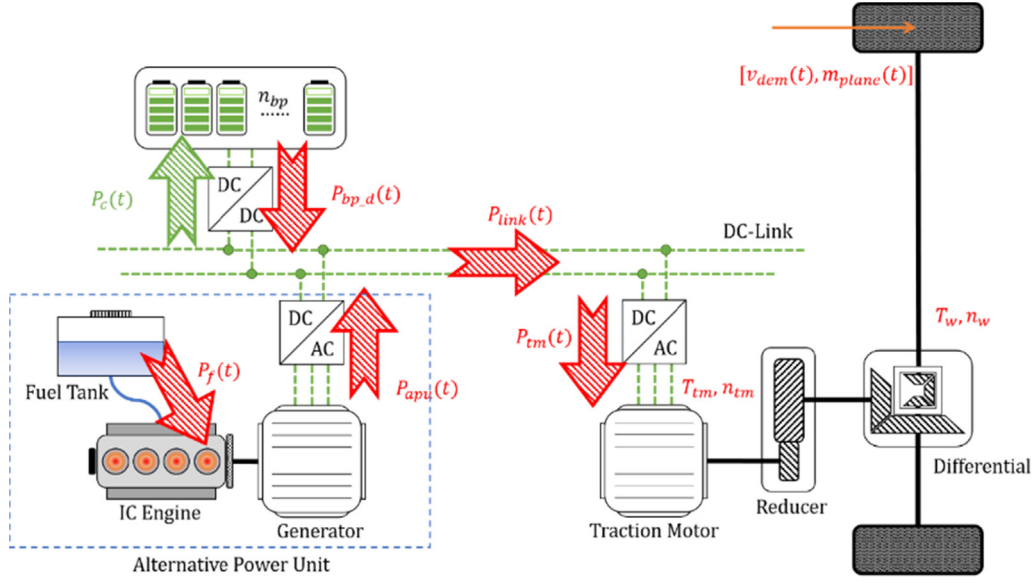 [v_dem(t), m_plane(t)]
n_bp
......
DC
DC
P_c(t)
P_bp_d(t)
P_link(t)
DC-Link
DC
AC
P_f(t)
Fuel Tank
P_apu(t)
DC
AC
P_tm(t)
T_tm, n_tm
T_w, n_w
IC Engine
Generator
Traction Motor
Reducer
Differential
Alternative Power Unit